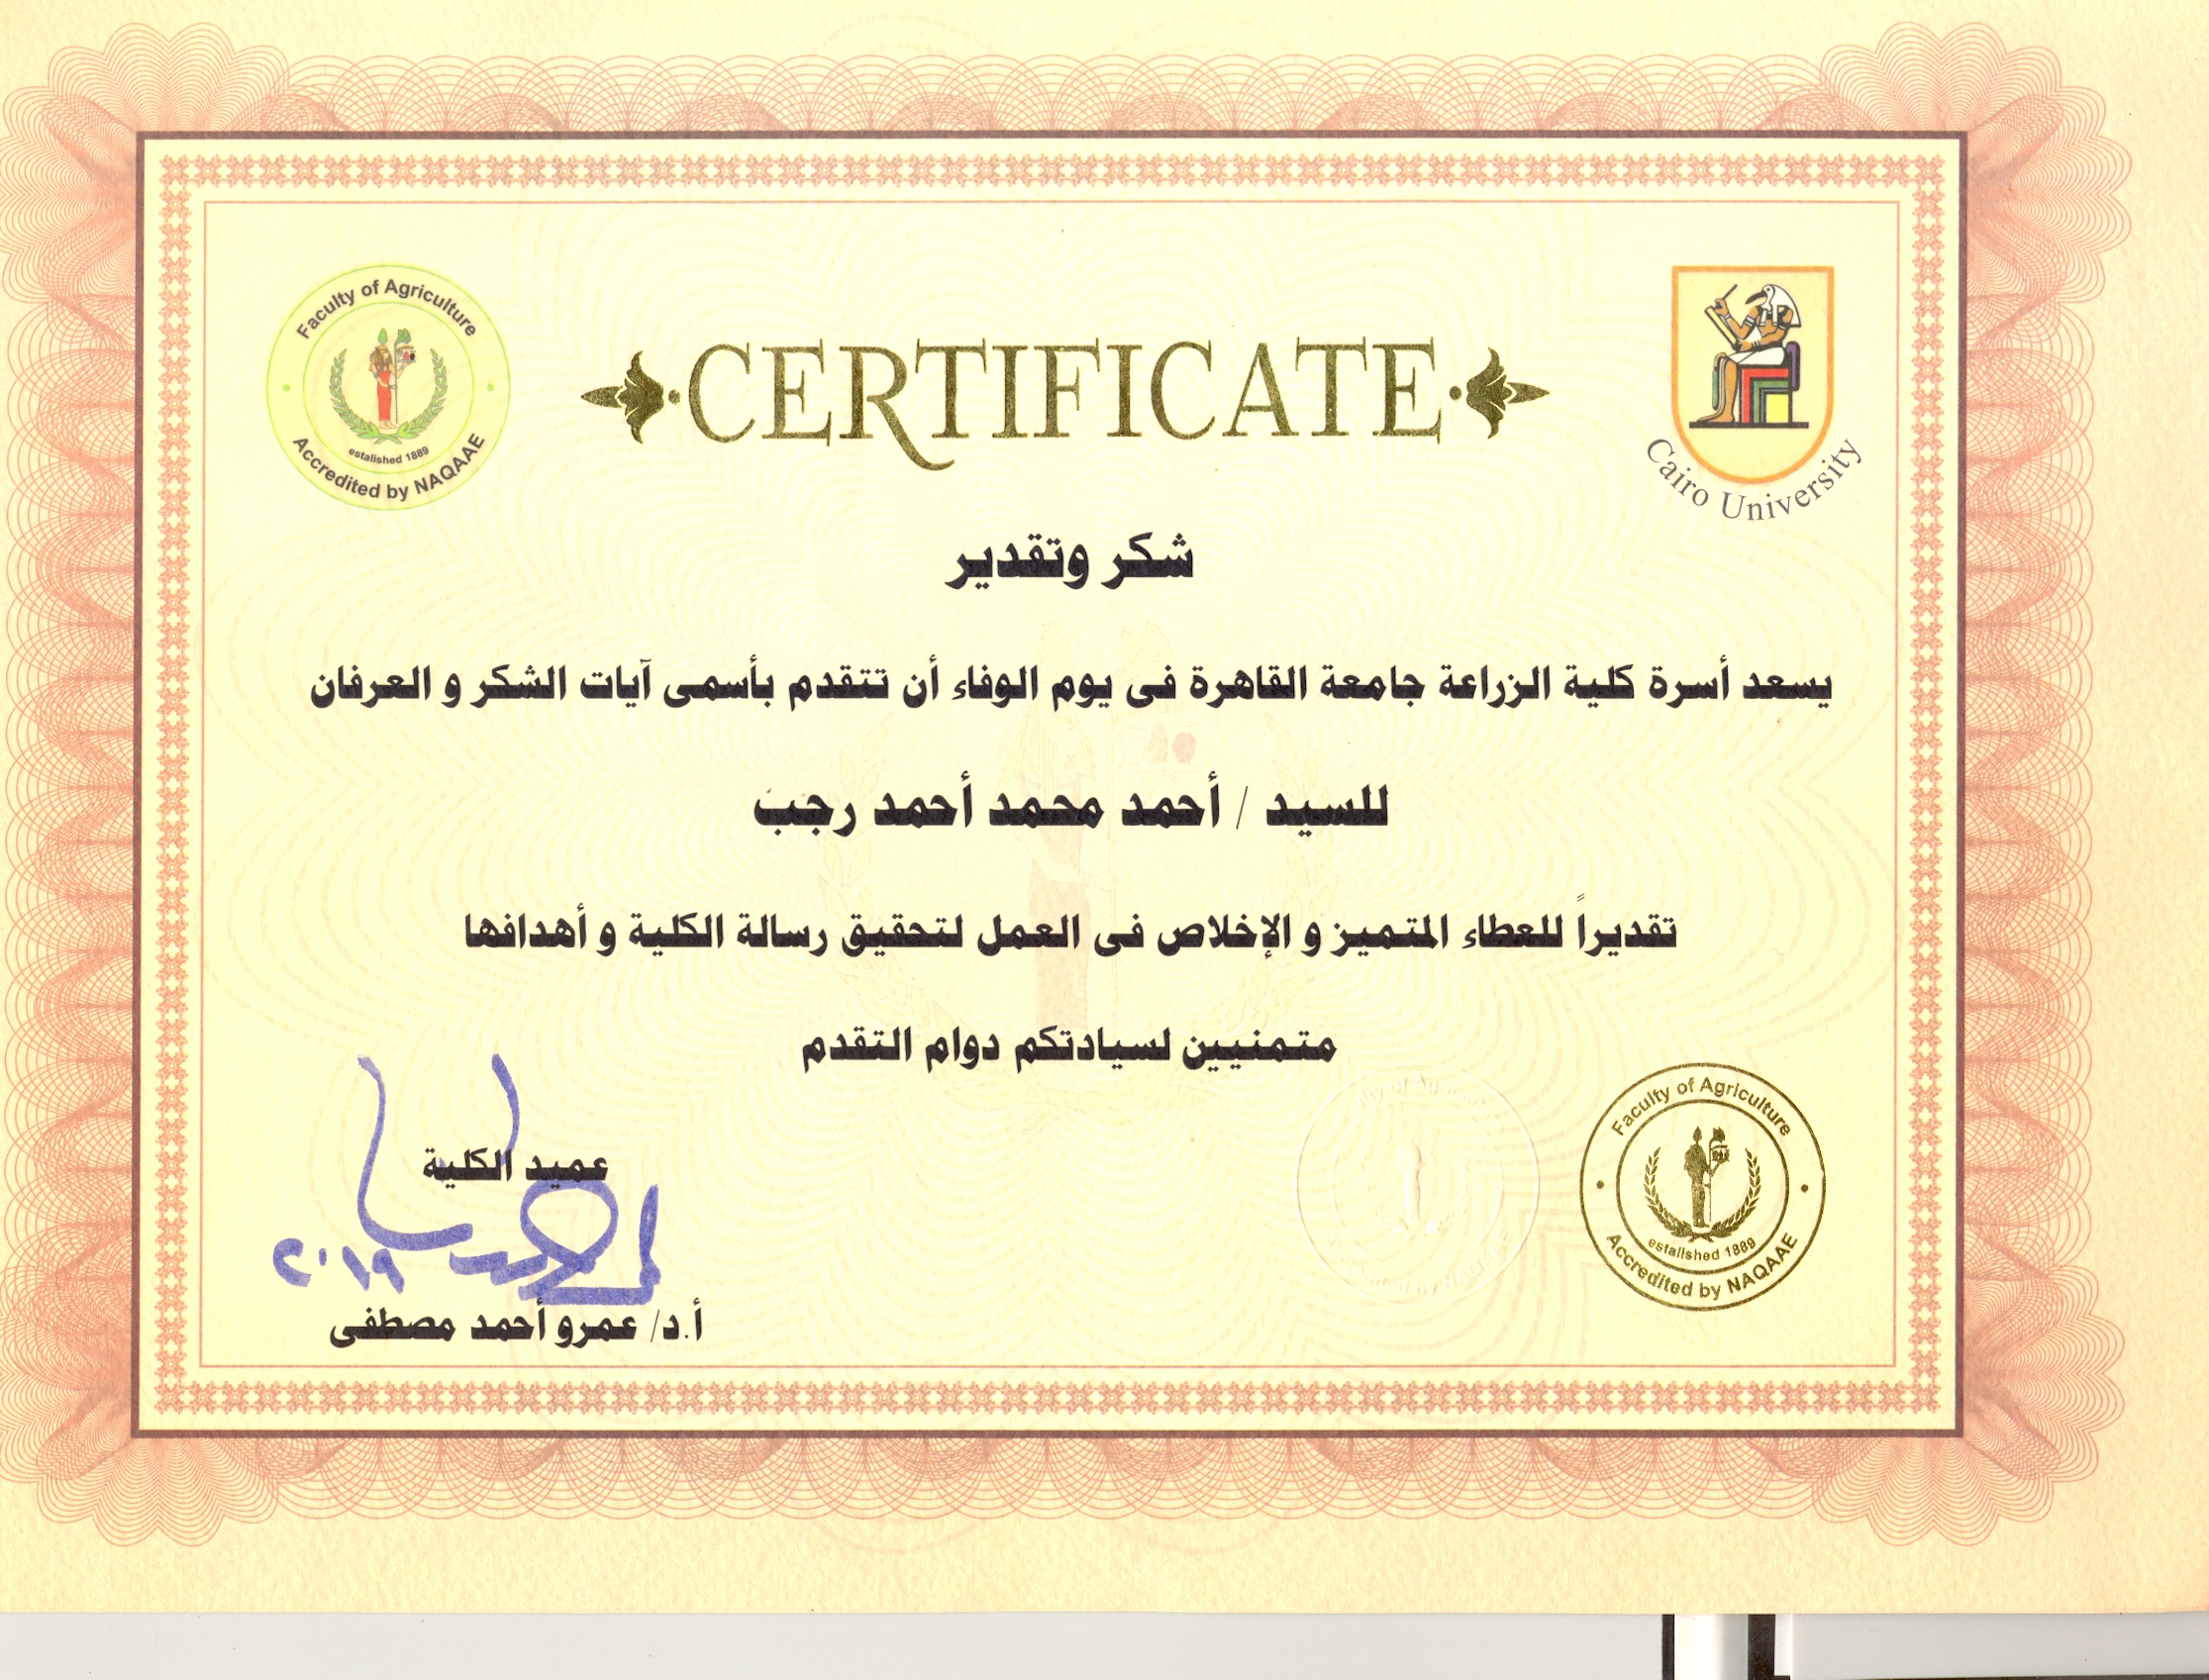 Faculty of Agriculture
estalished 1889
Accredited by NAQAAE
CERTIFICATE
Cairo University
شكر وتقدير
يسعد أسرة كلية الزراعة جامعة القاهرة فى يوم الوفاء أن تتقدم بأسمى آيات الشكر و العرفان
للسيد / أحمد محمد أحمد رجب
تقديراً للعطاء المتميز و الإخلاص فى العمل لتحقيق رسالة الكلية و أهدافها
متمنيين لسيادتكم دوام التقدم
Faculty of Agriculture
estalished 1889
Accredited by NAQAAE
عميد الكلية
٢٠١٩
أ.د/ عمرو أحمد مصطفى